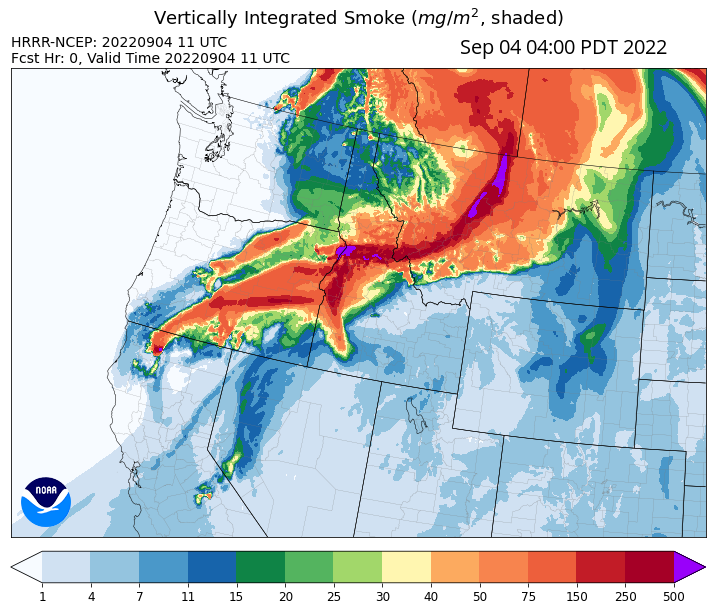 Vertically Integrated Smoke (mg/m², shaded)
HRRR-NCEP: 20220904 11 UTC
Fcst Hr: 0, Valid Time 20220904 11 UTC
Sep 04 04:00 PDT 2022
NOAA
1 4 7 11 15 20 25 30 40 50 75 150 250 500